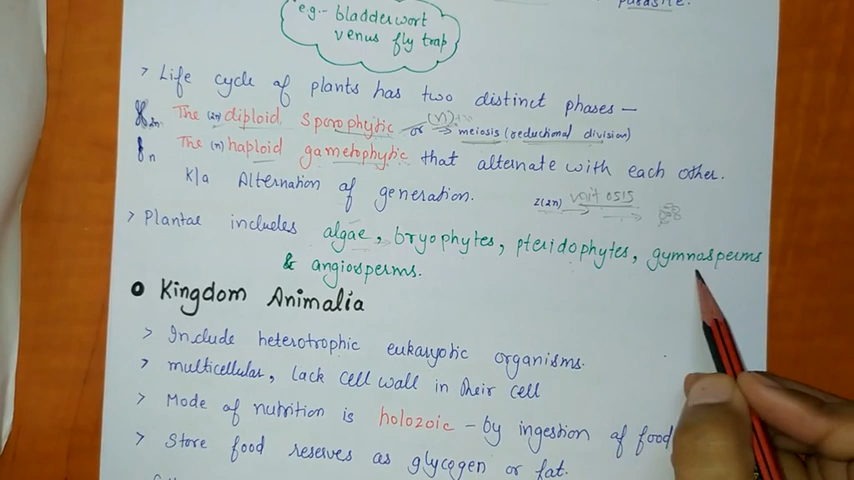 parasite.
e.g:- bladderwort
venus fly trap
> Life cycle of plants has two distinct phases —
2n The (2n) diploid sporophytic or → meiosis (reductional division)
(n)
n The (n) haploid gametophytic that alternate with each other.
K/a Alternation of generation.
Z(2n) mitosis
> Plantae includes algae, bryophytes, pteridophytes, gymnosperms
& angiosperms.
• Kingdom Animalia
> Include heterotrophic eukaryotic organisms.
> multicellular, lack cell wall in their cell
> Mode of nutrition is holozoic - by ingestion of food
> Store food reserves as glycogen or fat.